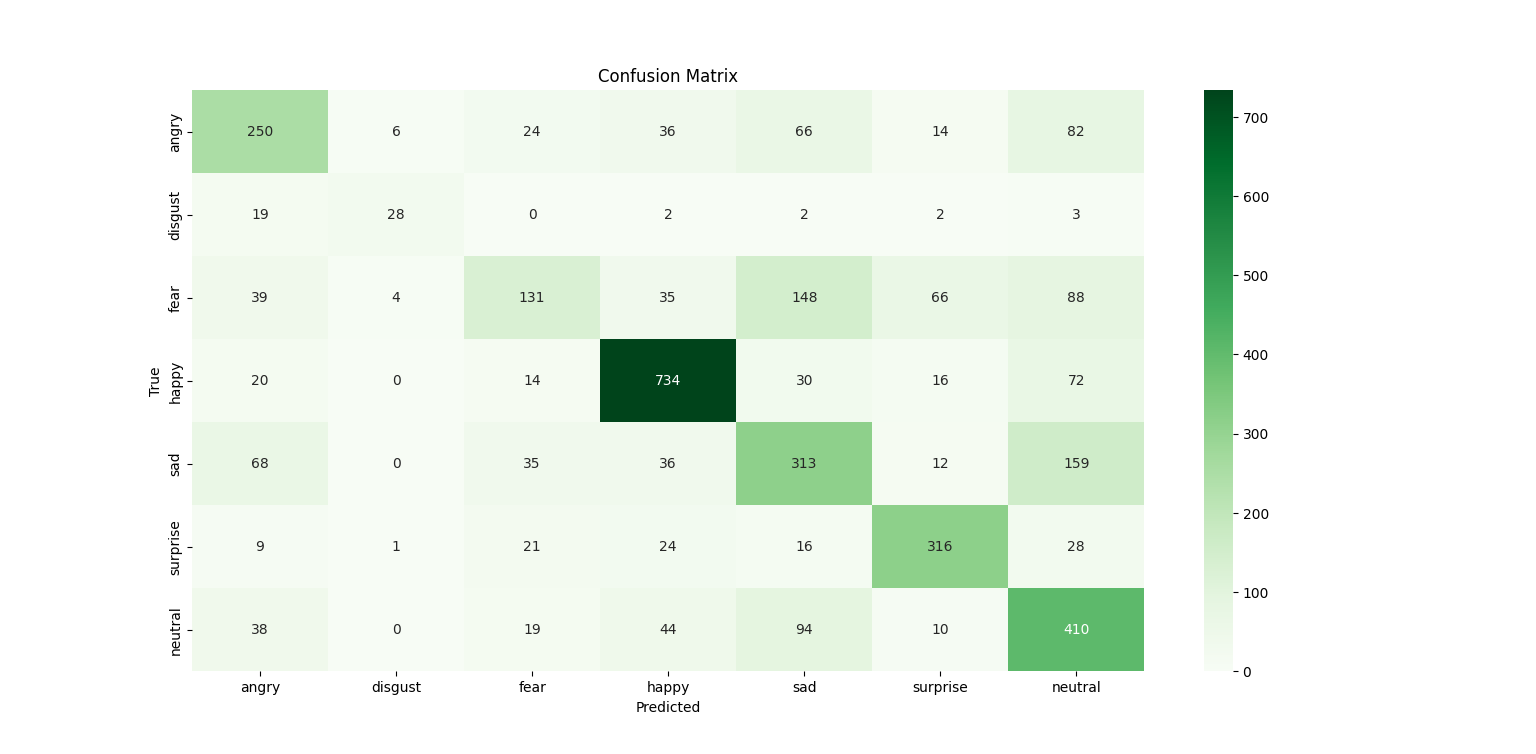 Confusion Matrix
True
angry 250 6 24 36 66 14 82
disgust 19 28 0 2 2 2 3
fear 39 4 131 35 148 66 88
happy 20 0 14 734 30 16 72
sad 68 0 35 36 313 12 159
surprise 9 1 21 24 16 316 28
neutral 38 0 19 44 94 10 410
angry disgust fear happy sad surprise neutral
Predicted
700
600
500
400
300
200
100
0